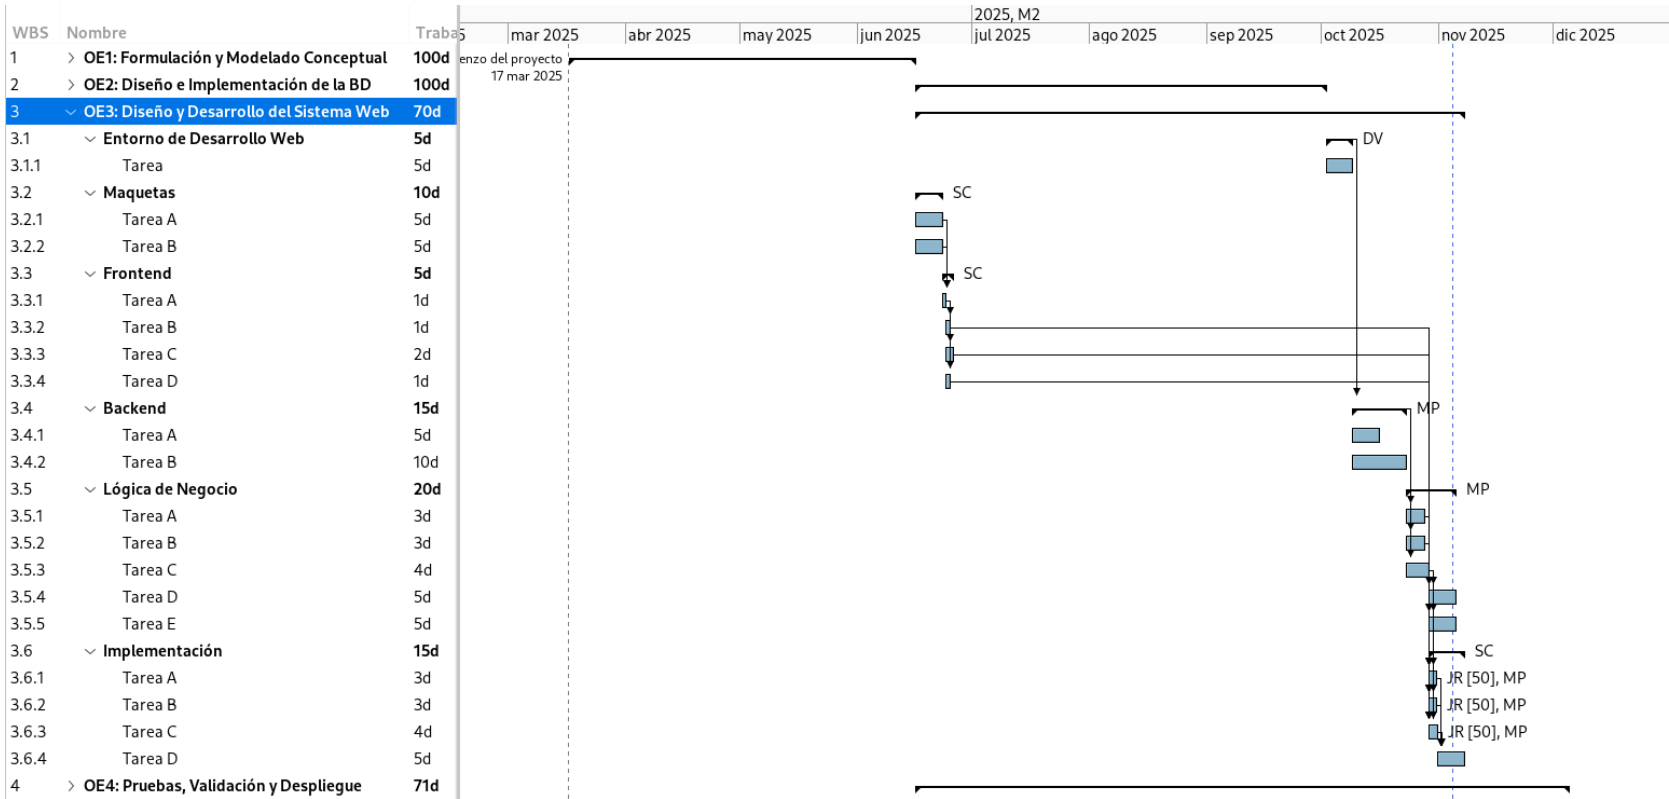 2025, M2
WBS Nombre Traba 5 mar 2025 abr 2025 may 2025 jun 2025 jul 2025 ago 2025 sep 2025 oct 2025 nov 2025 dic 2025
1 OE1: Formulación y Modelado Conceptual 100d enzo del proyecto
17 mar 2025
2 OE2: Diseño e Implementación de la BD 100d
3 OE3: Diseño y Desarrollo del Sistema Web 70d
3.1 Entorno de Desarrollo Web 5d DV
3.1.1 Tarea 5d
3.2 Maquetas 10d SC
3.2.1 Tarea A 5d
3.2.2 Tarea B 5d
3.3 Frontend 5d SC
3.3.1 Tarea A 1d
3.3.2 Tarea B 1d
3.3.3 Tarea C 2d
3.3.4 Tarea D 1d
3.4 Backend 15d MP
3.4.1 Tarea A 5d
3.4.2 Tarea B 10d
3.5 Lógica de Negocio 20d MP
3.5.1 Tarea A 3d
3.5.2 Tarea B 3d
3.5.3 Tarea C 4d
3.5.4 Tarea D 5d
3.5.5 Tarea E 5d
3.6 Implementación 15d SC
3.6.1 Tarea A 3d JR [50], MP
3.6.2 Tarea B 3d JR [50], MP
3.6.3 Tarea C 4d JR [50], MP
3.6.4 Tarea D 5d
4 OE4: Pruebas, Validación y Despliegue 71d